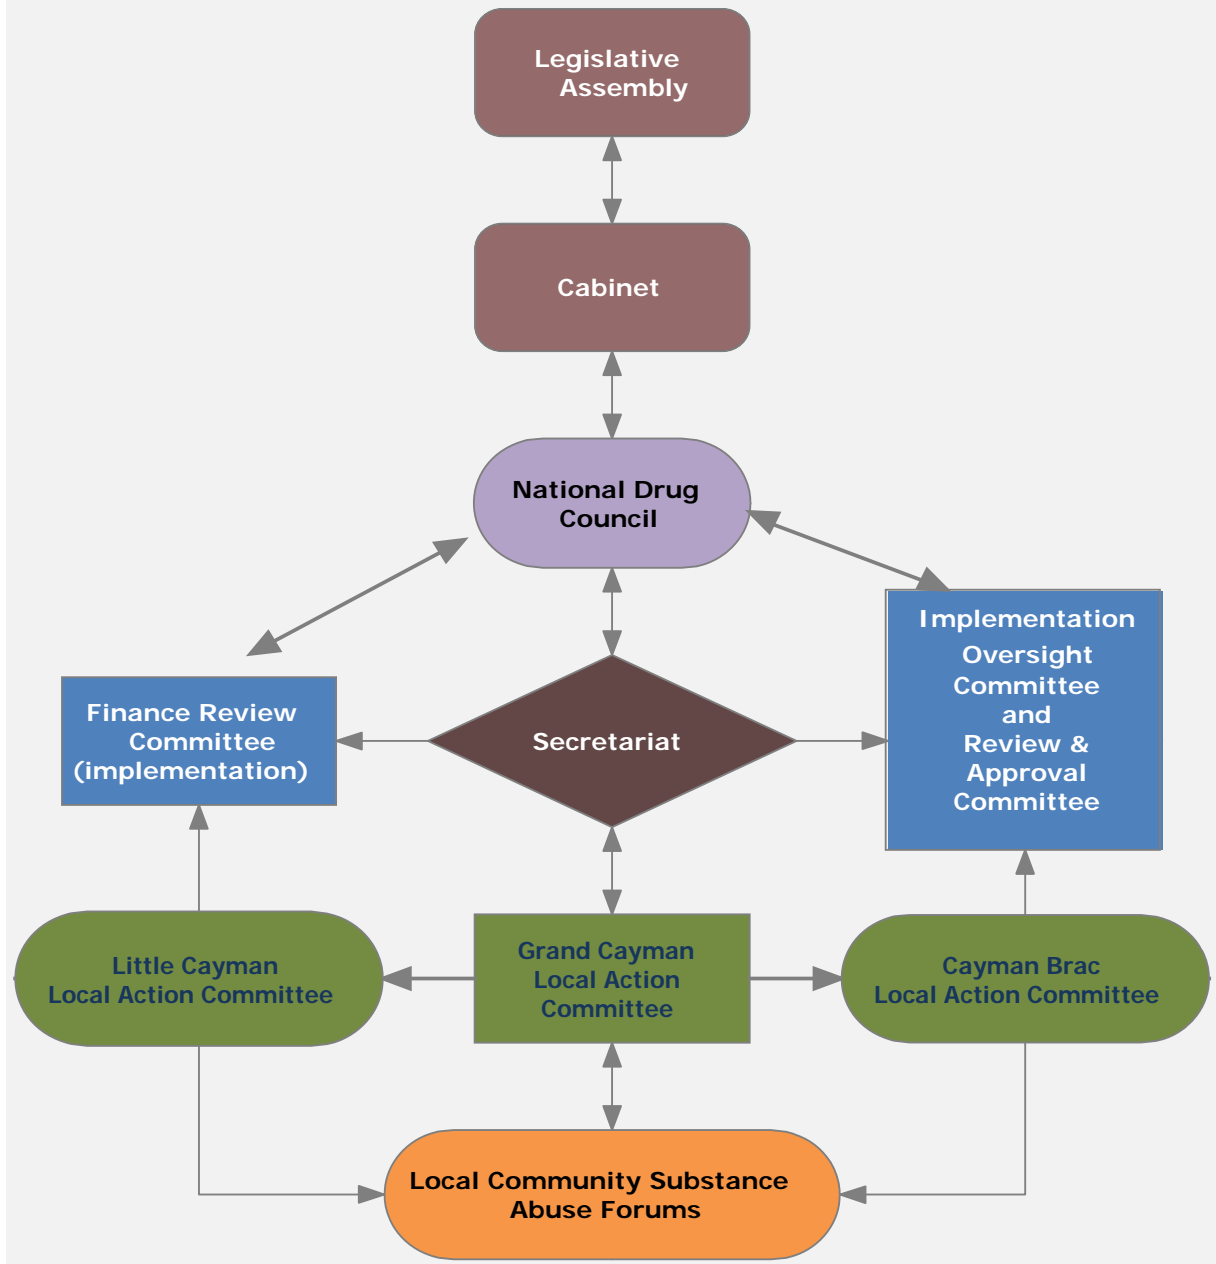 Legislative
Assembly
Cabinet
National Drug
Council
Implementation
Oversight
Committee
and
Review &
Approval
Committee
Finance Review
Committee
(implementation)
Secretariat
Little Cayman
Local Action Committee
Grand Cayman
Local Action
Committee
Cayman Brac
Local Action Committee
Local Community Substance
Abuse Forums